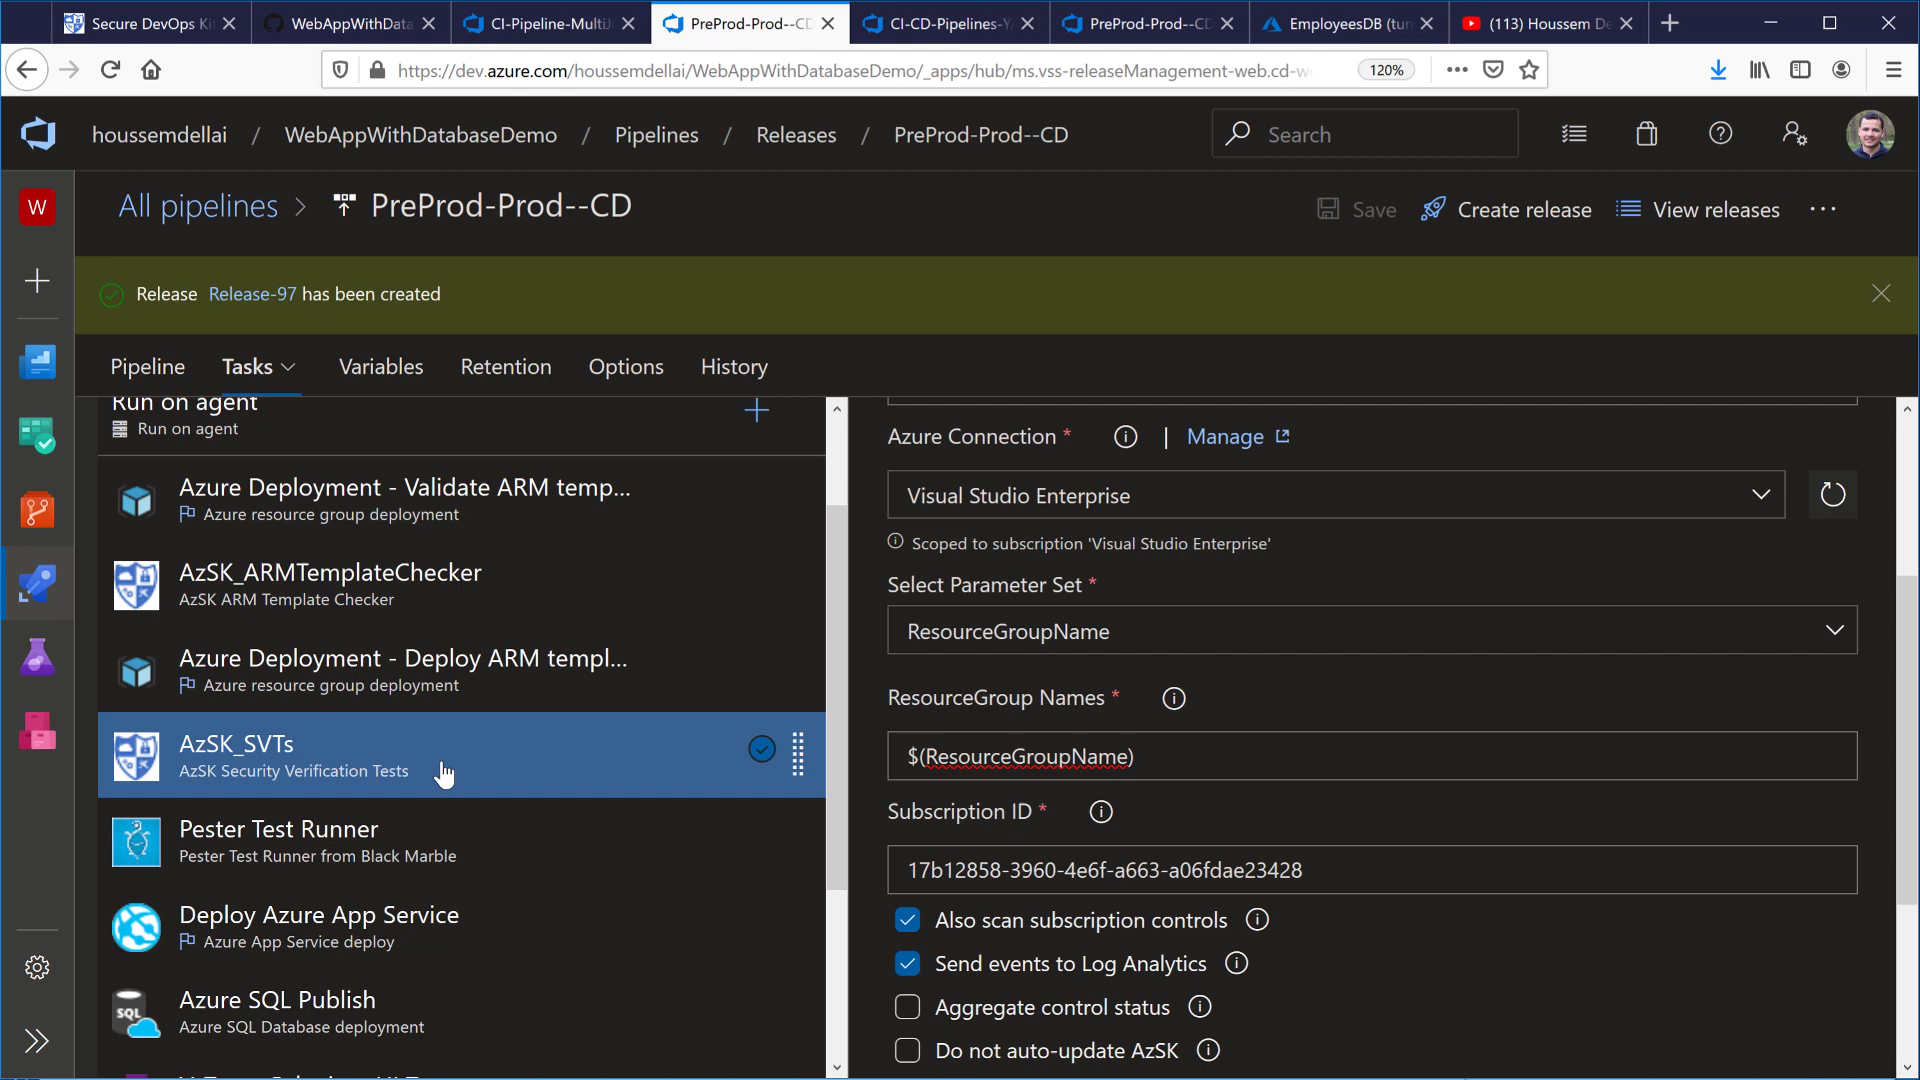 Secure DevOps Ki
WebAppWithData
CI-Pipeline-MultiJ
PreProd-Prod--CD
CI-CD-Pipelines-YA
PreProd-Prod--CD
EmployeesDB (tun
(113) Houssem De
https://dev.azure.com/houssemdellai/WebAppWithDatabaseDemo/_apps/hub/ms.vss-releaseManagement-web.cd-w
120%
houssemdellai / WebAppWithDatabaseDemo / Pipelines / Releases / PreProd-Prod--CD
Search
W
All pipelines > PreProd-Prod--CD
Save
Create release
View releases
Release Release-97 has been created
Pipeline
Tasks
Variables
Retention
Options
History
Run on agent
Run on agent
Azure Deployment - Validate ARM temp...
Azure resource group deployment
AzSK_ARMTemplateChecker
AzSK ARM Template Checker
Azure Deployment - Deploy ARM templ...
Azure resource group deployment
AzSK_SVTs
AzSK Security Verification Tests
Pester Test Runner
Pester Test Runner from Black Marble
Deploy Azure App Service
Azure App Service deploy
SQL
Azure SQL Publish
Azure SQL Database deployment
Azure Connection * | Manage
Visual Studio Enterprise
Scoped to subscription 'Visual Studio Enterprise'
Select Parameter Set *
ResourceGroupName
ResourceGroup Names *
$(ResourceGroupName)
Subscription ID *
17b12858-3960-4e6f-a663-a06fdae23428
Also scan subscription controls
Send events to Log Analytics
Aggregate control status
Do not auto-update AzSK